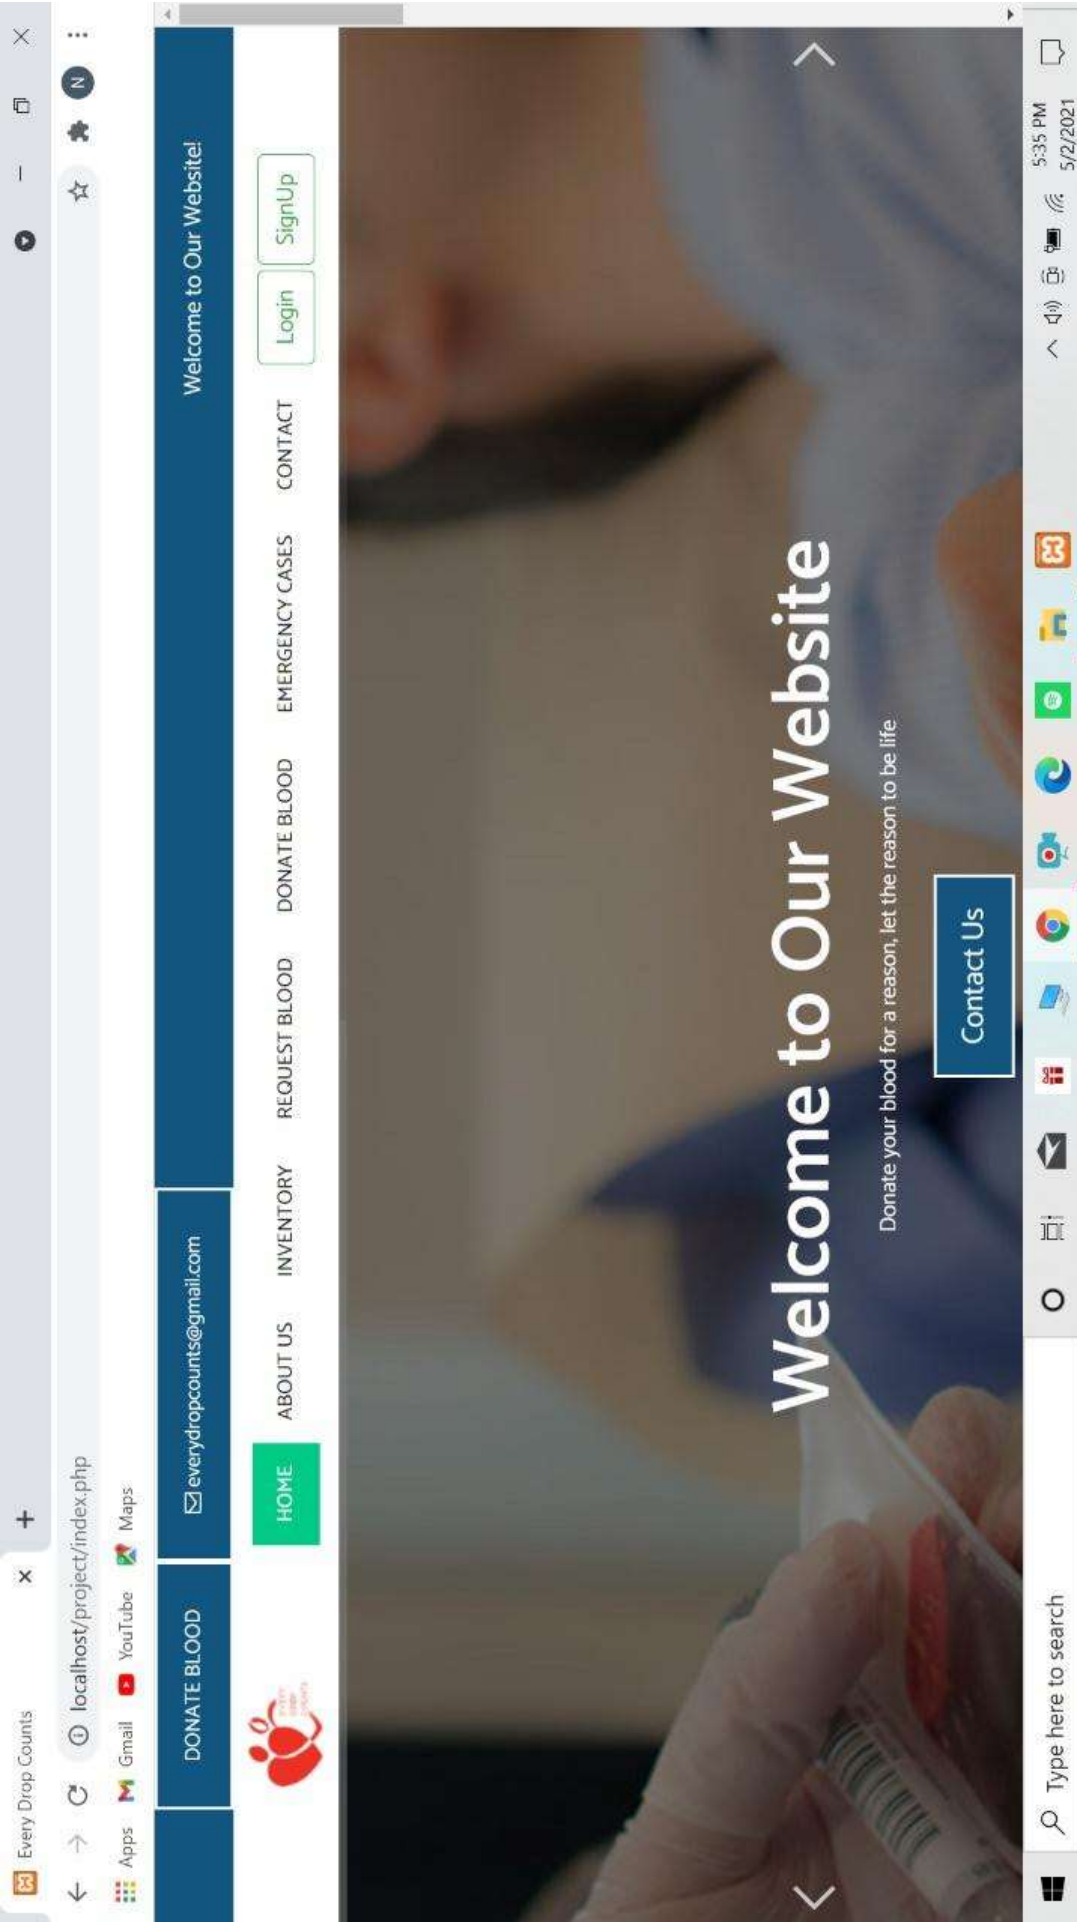 Every Drop Counts
localhost/project/index.php
N
Apps Gmail YouTube Maps
DONATE BLOOD everydropcounts@gmail.com Welcome to Our Website!
EVERY
DROP
COUNTS
HOME ABOUT US INVENTORY REQUEST BLOOD DONATE BLOOD EMERGENCY CASES CONTACT Login SignUp
Welcome to Our Website
Donate your blood for a reason, let the reason to be life
Contact Us
Type here to search
5:35 PM
5/2/2021